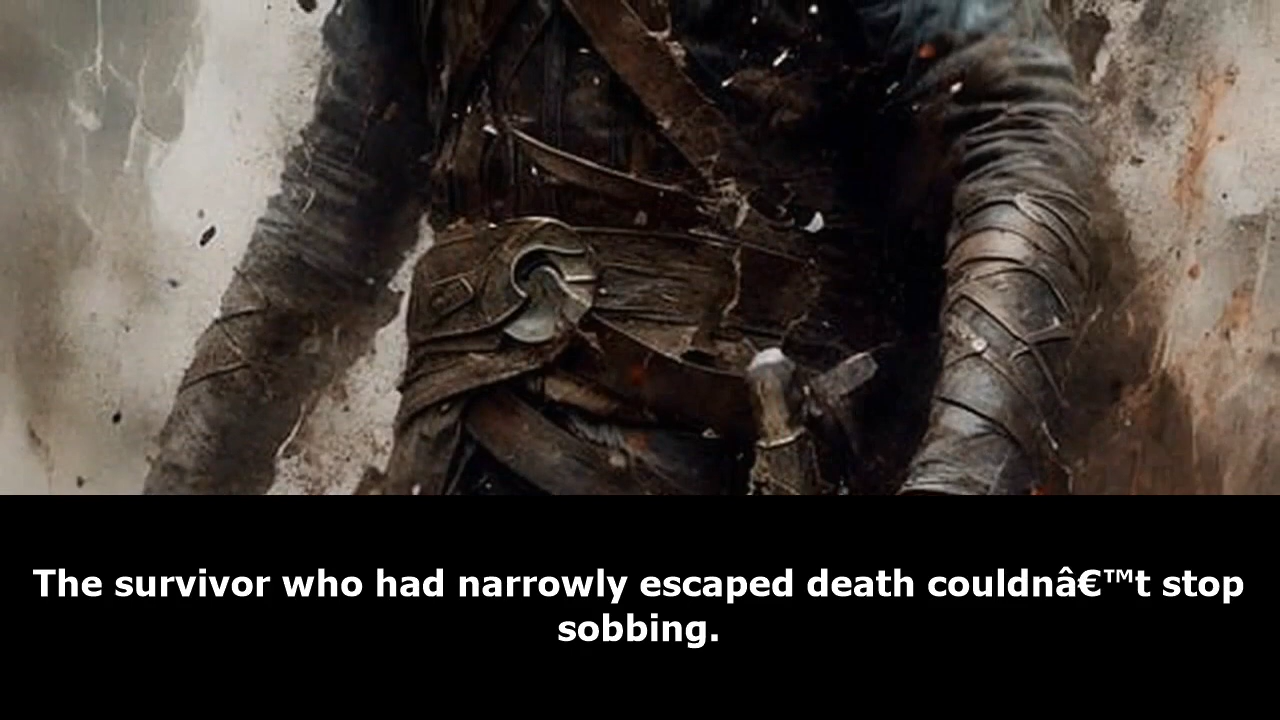 The survivor who had narrowly escaped death couldnâ€™t stop
sobbing.